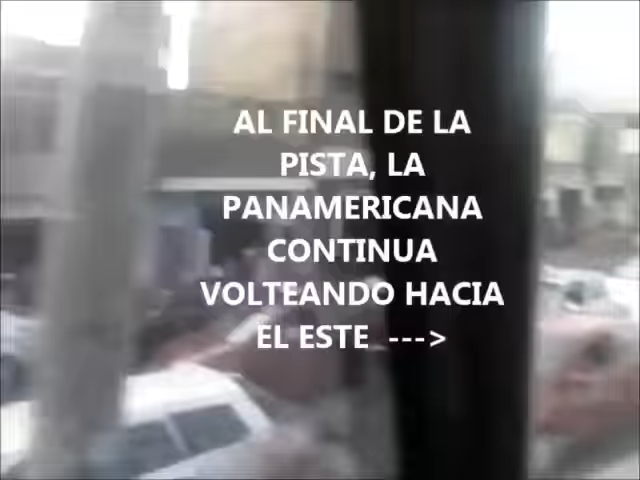 AL FINAL DE LA
PISTA, LA
PANAMERICANA
CONTINUA
VOLTEANDO HACIA
EL ESTE --->